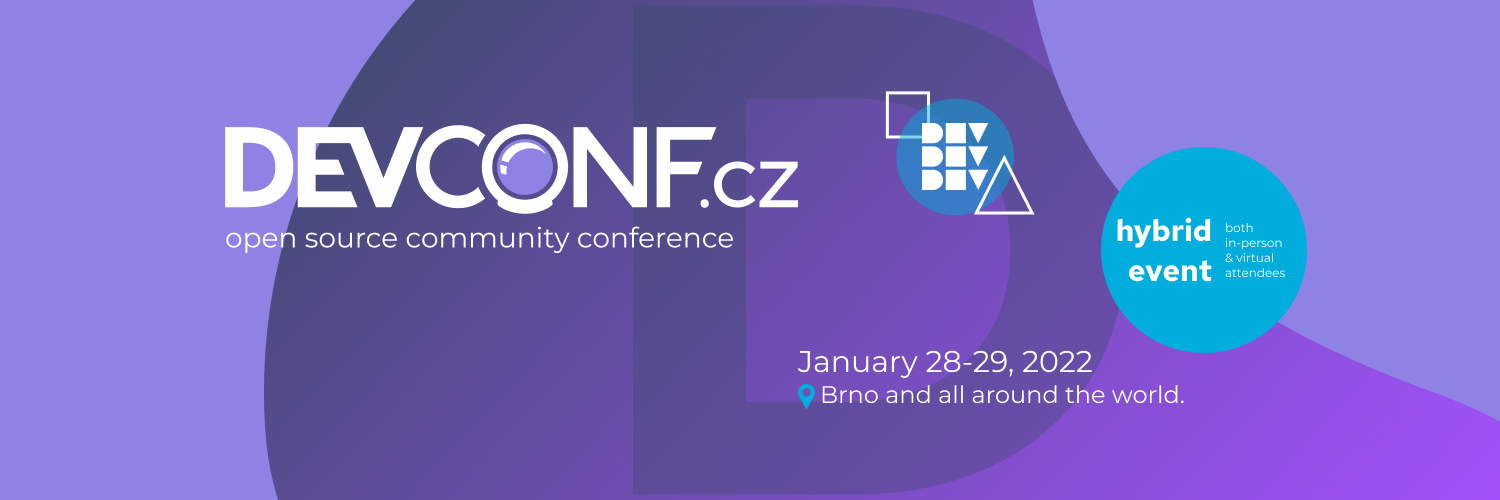 DEVCONF.cz
open source community conference
DEV
DEV
DEV
hybrid
event
both
in-person
& virtual
attendees
January 28-29, 2022
Brno and all around the world.